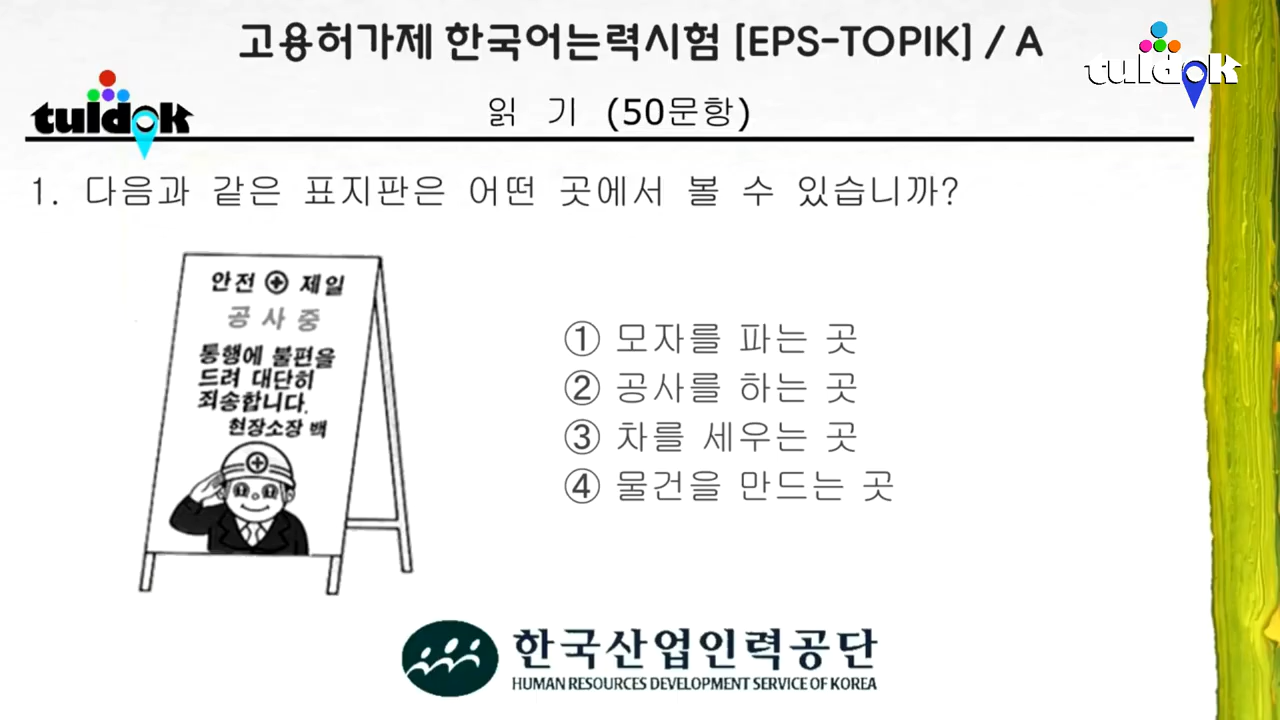 고용허가제 한국어능력시험 [EPS-TOPIK] / A
tuldok
tuldok
읽 기 (50문항)
1. 다음과 같은 표지판은 어떤 곳에서 볼 수 있습니까?
안전 제일
공사중
통행에 불편을
드려 대단히
죄송합니다.
현장소장 백
① 모자를 파는 곳
② 공사를 하는 곳
③ 차를 세우는 곳
④ 물건을 만드는 곳
한국산업인력공단
HUMAN RESOURCES DEVELOPMENT SERVICE OF KOREA